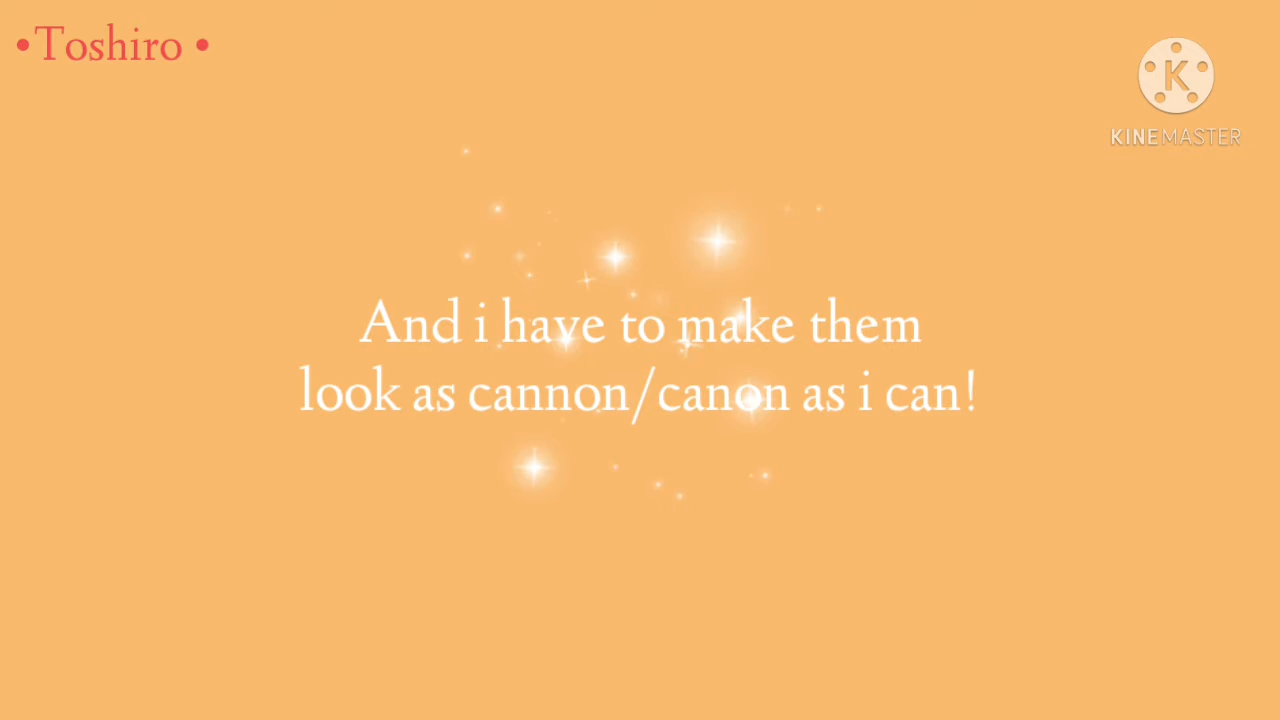 •Toshiro •
K
KINEMASTER
And i have to make them
look as cannon/canon as i can!